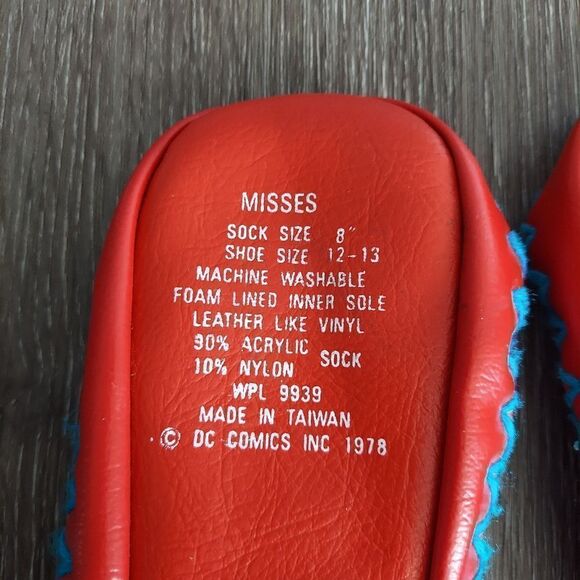 MISSES
SOCK SIZE 8"
SHOE SIZE 12-13
MACHINE WASHABLE
FOAM LINED INNER SOLE
LEATHER LIKE VINYL
90% ACRYLIC SOCK
10% NYLON
WPL 9939
MADE IN TAIWAN
© DC COMICS INC 1978